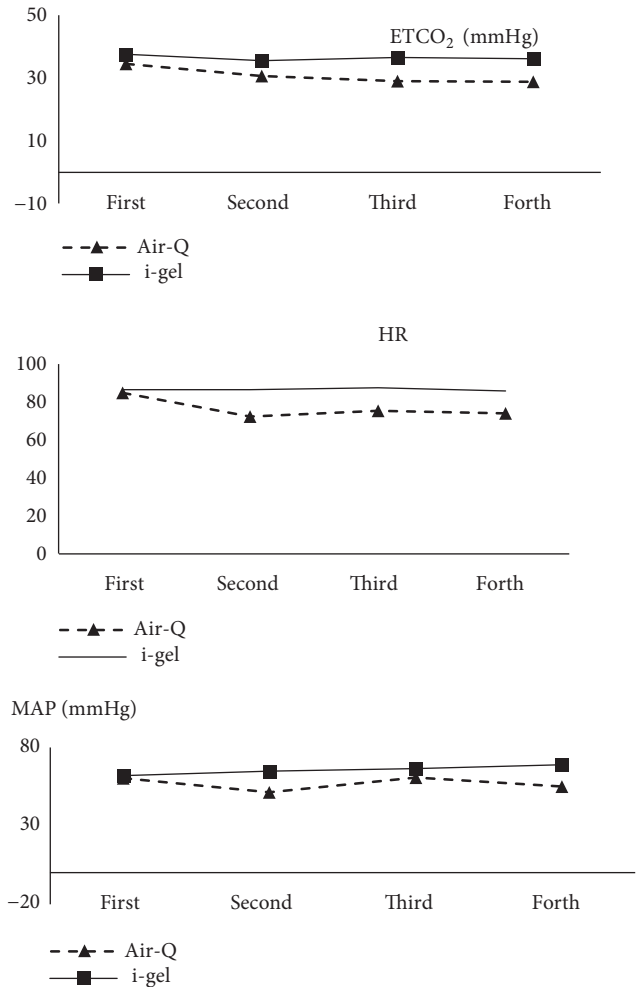 50
ETCO₂ (mmHg)
30
10
−10
First Second Third Forth
Air-Q
i-gel
HR
100
80
60
40
20
0
First Second Third Forth
Air-Q
i-gel
MAP (mmHg)
80
30
−20
First Second Third Forth
Air-Q
i-gel